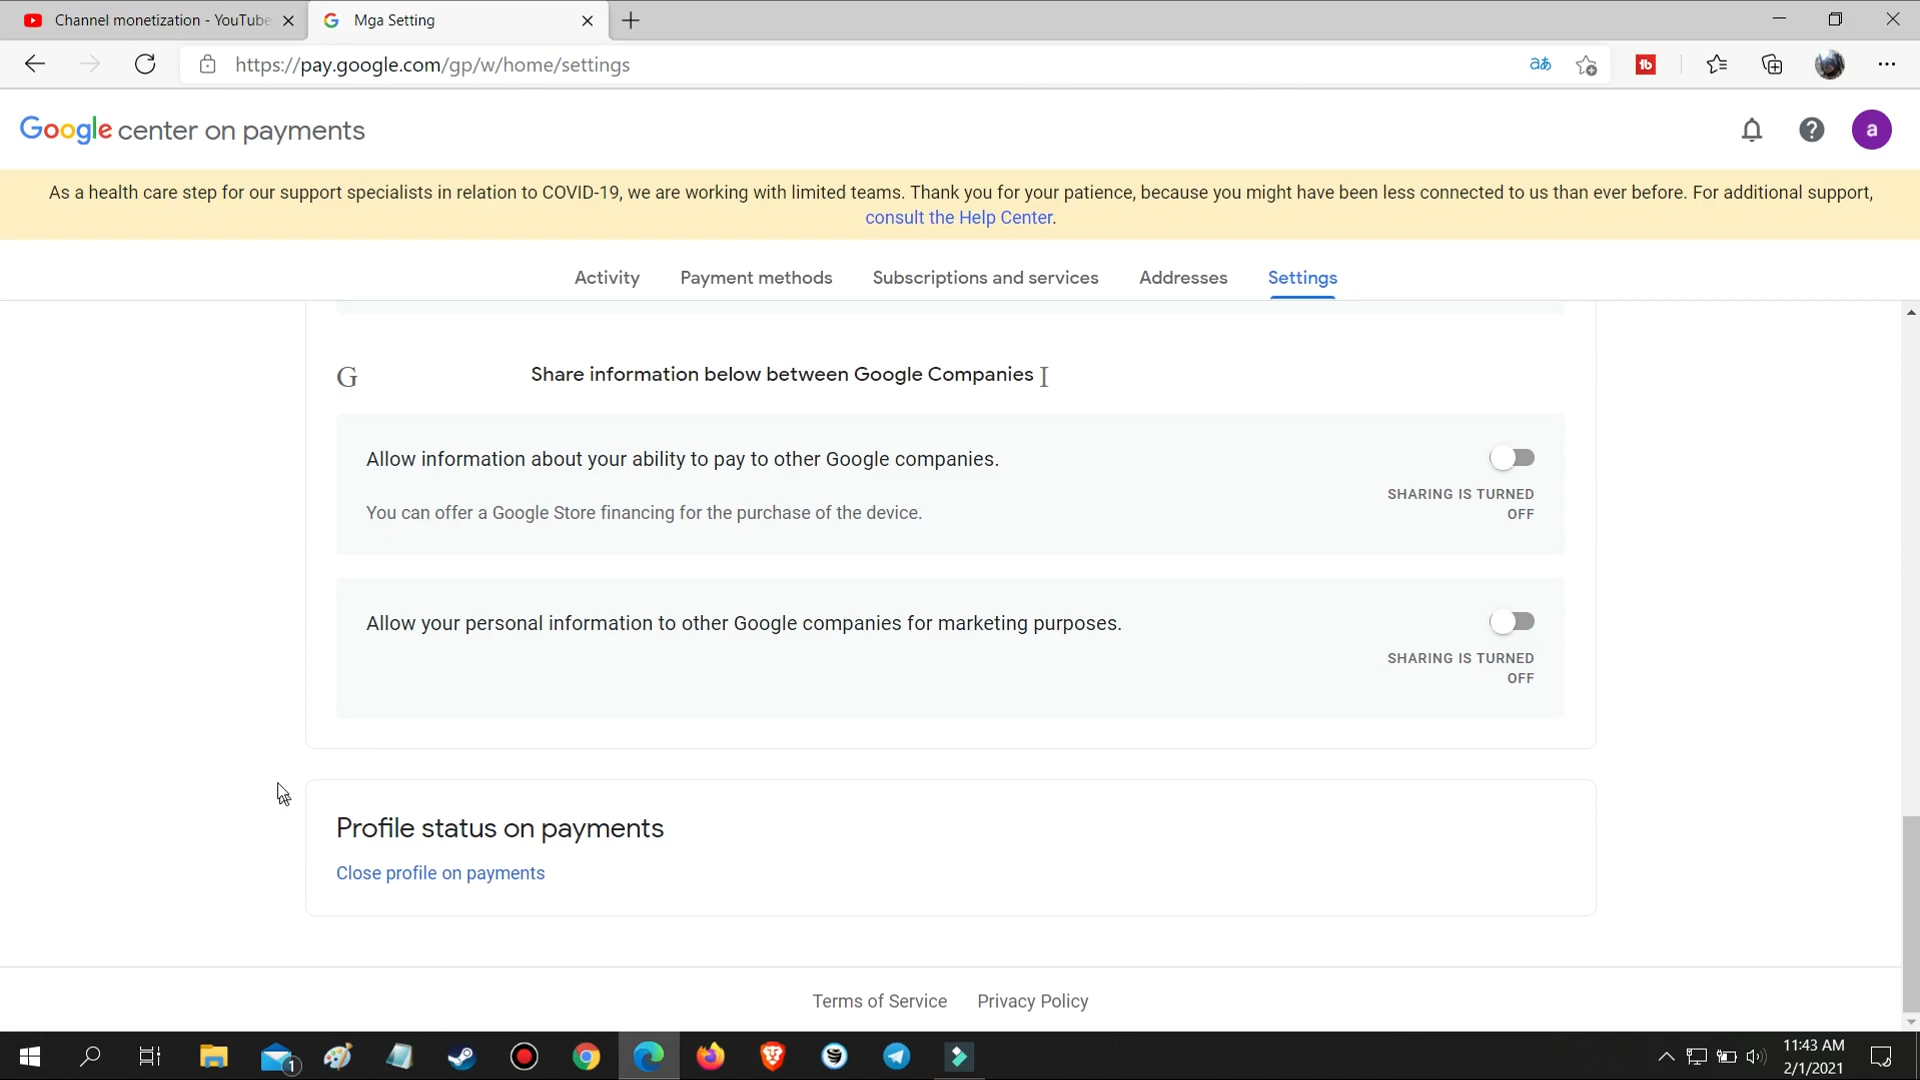 Channel monetization - YouTube
Mga Setting
https://pay.google.com/gp/w/home/settings
aあ
tb
Google center on payments
a
As a health care step for our support specialists in relation to COVID-19, we are working with limited teams. Thank you for your patience, because you might have been less connected to us than ever before. For additional support,
consult the Help Center.
Activity
Payment methods
Subscriptions and services
Addresses
Settings
G
Share information below between Google Companies
Allow information about your ability to pay to other Google companies.
You can offer a Google Store financing for the purchase of the device.
SHARING IS TURNED
OFF
Allow your personal information to other Google companies for marketing purposes.
SHARING IS TURNED
OFF
Profile status on payments
Close profile on payments
Terms of Service
Privacy Policy
1
11:43 AM
2/1/2021